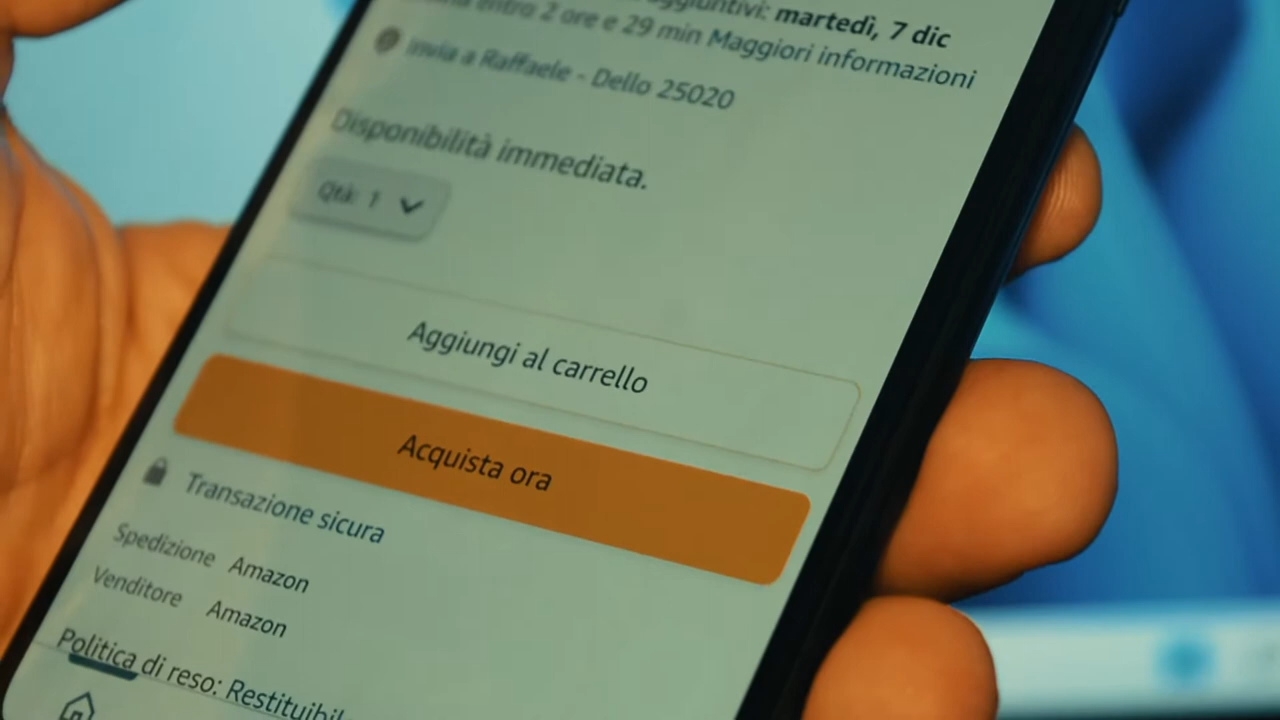 aggiuntivi: martedì, 7 dic
entro 2 ore e 29 min Maggiori informazioni
Invia a Raffaele - Dello 25020
Disponibilità immediata.
Qtà: 1
Aggiungi al carrello
Acquista ora
Transazione sicura
Spedizione Amazon
Venditore Amazon
Politica di reso: Restituibil